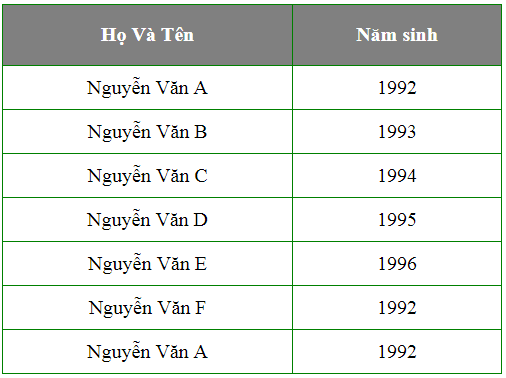 Họ Và Tên Năm sinh
Nguyễn Văn A 1992
Nguyễn Văn B 1993
Nguyễn Văn C 1994
Nguyễn Văn D 1995
Nguyễn Văn E 1996
Nguyễn Văn F 1992
Nguyễn Văn A 1992